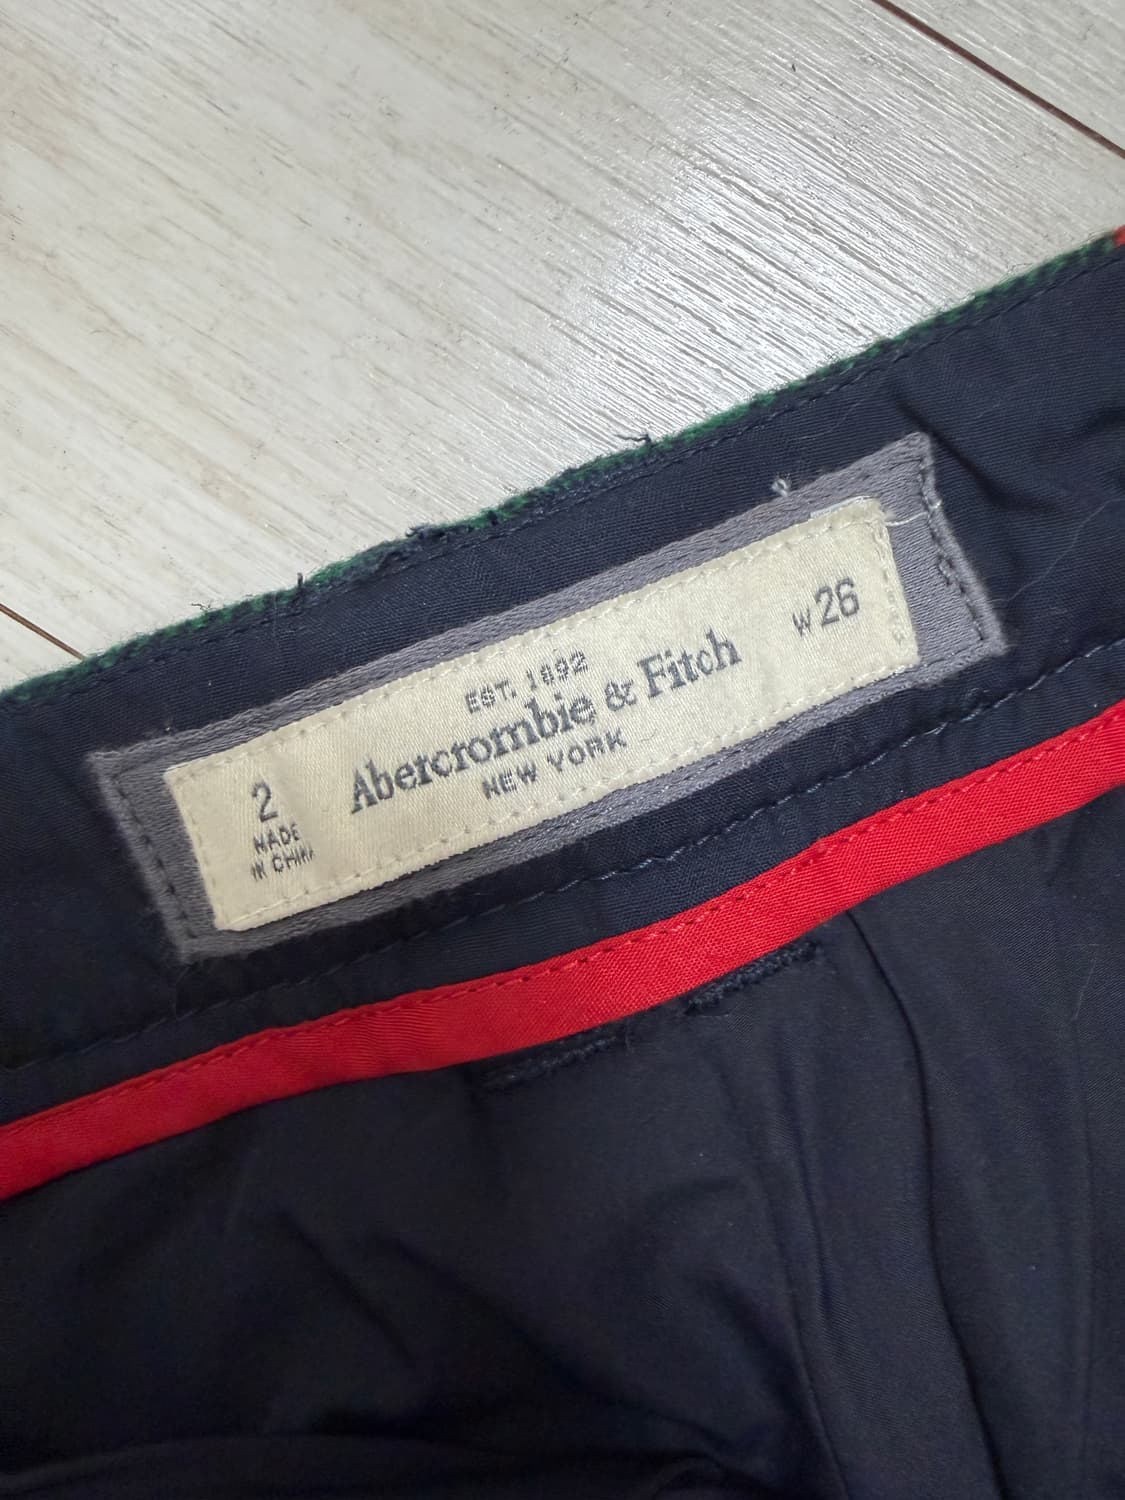 EST. 1892
Abercrombie & Fitch
NEW YORK
2
MADE
IN CHINA
W26